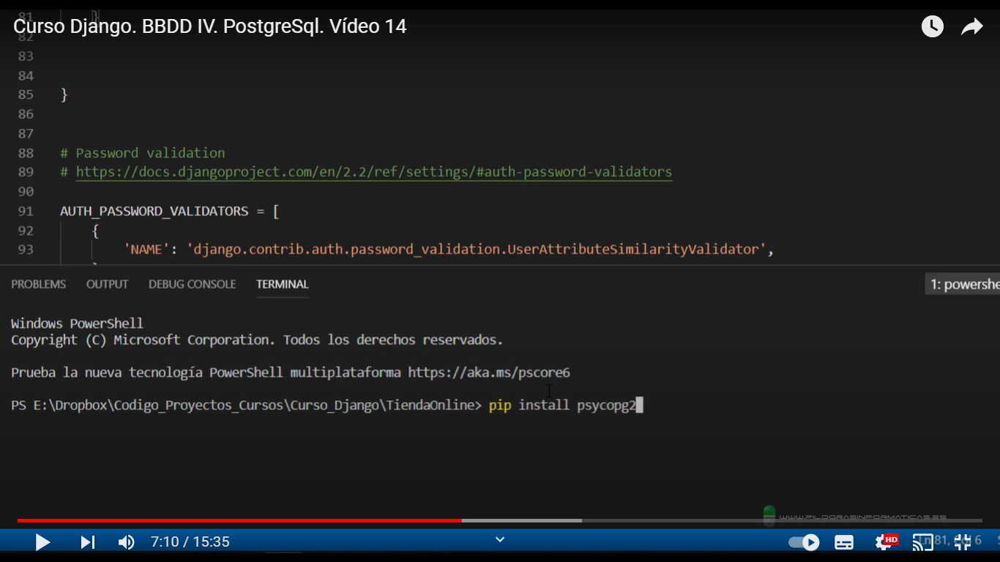 81 }
Curso Django. BBDD IV. PostgreSql. Vídeo 14
82
83
84
85 }
86
87
88 # Password validation
89 # https://docs.djangoproject.com/en/2.2/ref/settings/#auth-password-validators
90
91 AUTH_PASSWORD_VALIDATORS = [
92 {
93 'NAME': 'django.contrib.auth.password_validation.UserAttributeSimilarityValidator',
PROBLEMS OUTPUT DEBUG CONSOLE TERMINAL 1: powershe
Windows PowerShell
Copyright (C) Microsoft Corporation. Todos los derechos reservados.
Prueba la nueva tecnología PowerShell multiplataforma https://aka.ms/pscore6
PS E:\Dropbox\Codigo_Proyectos_Cursos\Curso_Django\TiendaOnline> pip install psycopg2
WWW.PILDORASINFORMATICAS.ES
7:10 / 15:35 HD Ln 81, Col 6